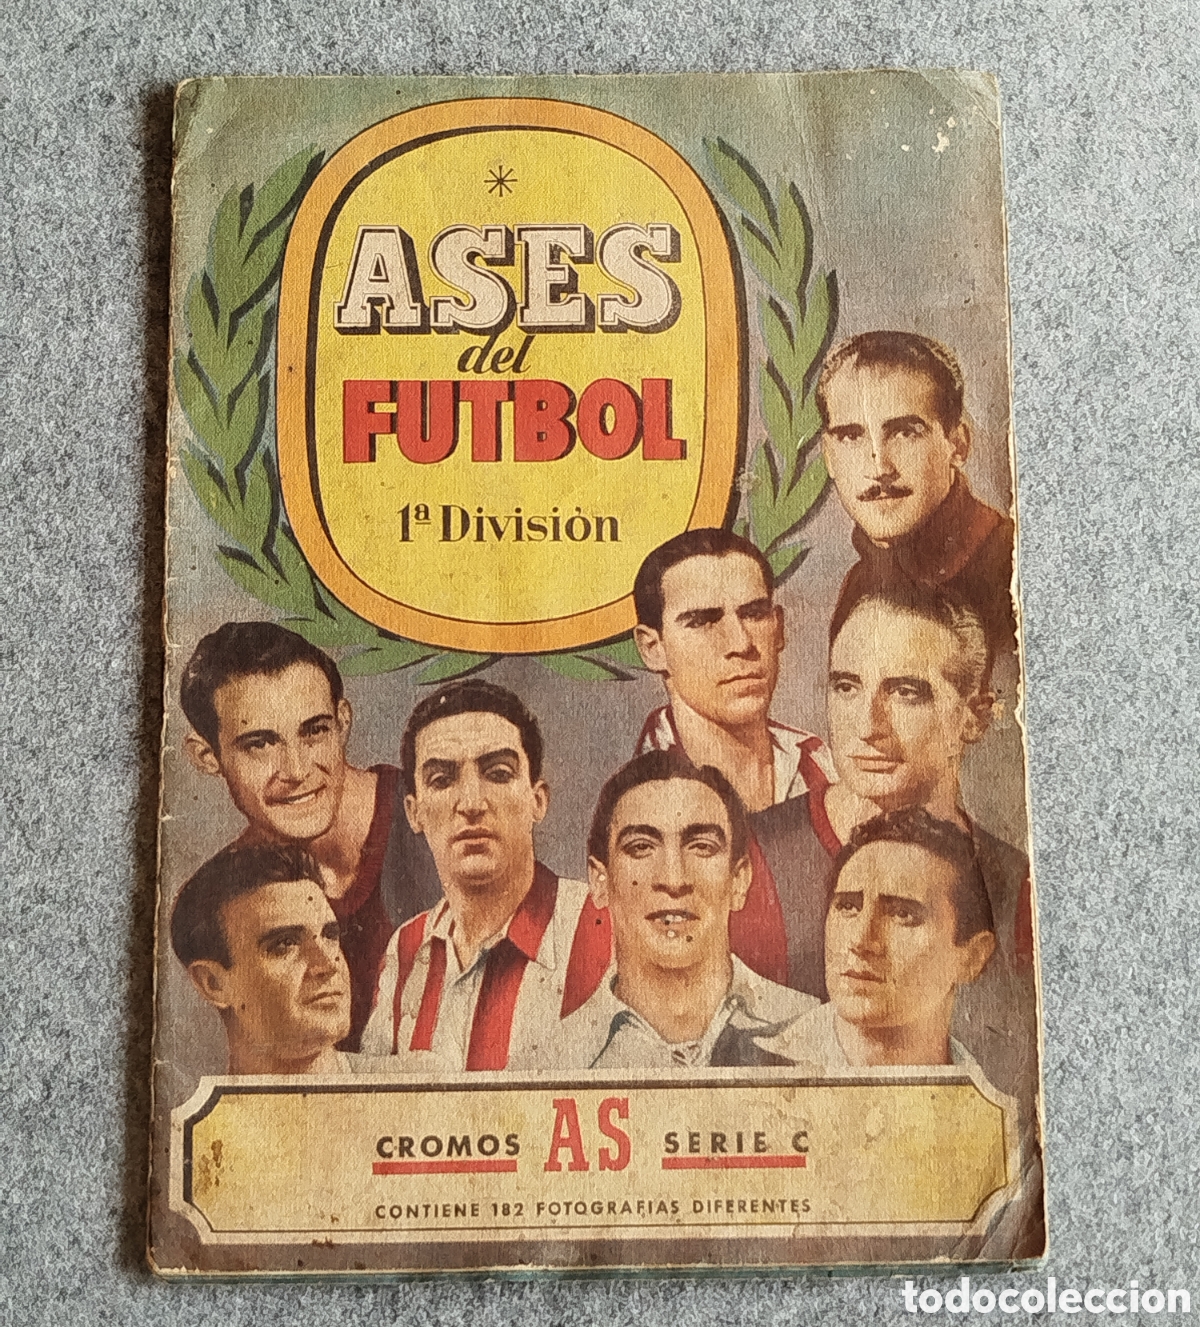 ASES
del
FUTBOL
1ª División
CROMOS AS SERIE C
CONTIENE 182 FOTOGRAFIAS DIFERENTES
todocoleccion